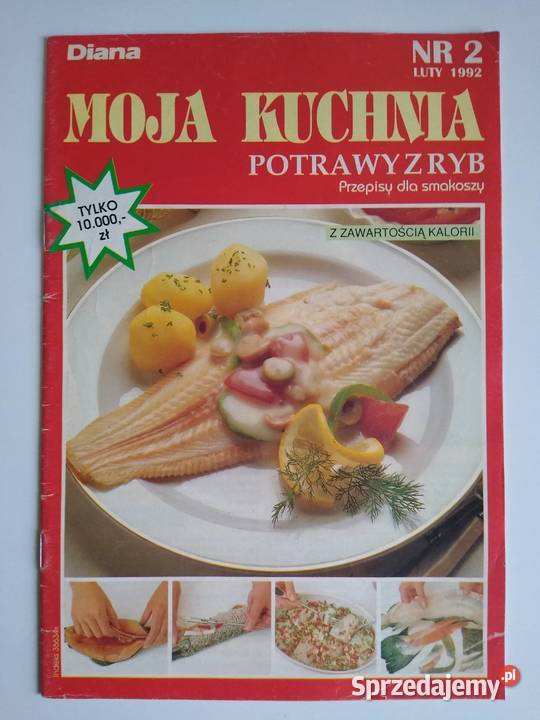 Diana
NR 2
LUTY 1992
MOJA KUCHNIA
POTRAWY Z RYB
Przepisy dla smakoszy
TYLKO
10.000,-
zł
Z ZAWARTOŚCIĄ KALORII
Sprzedajemy.pl